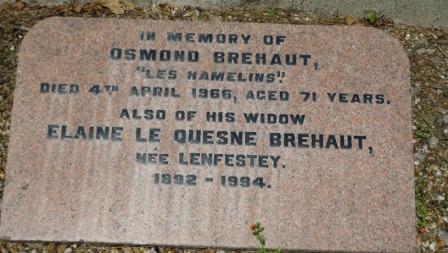 IN MEMORY OF
OSMOND BREHAUT,
"LES HAMELINS".
DIED 4TH APRIL 1966, AGED 71 YEARS.
ALSO OF HIS WIDOW
ELAINE LE QUESNE BREHAUT,
NÉE LENFESTEY.
1892 - 1994.